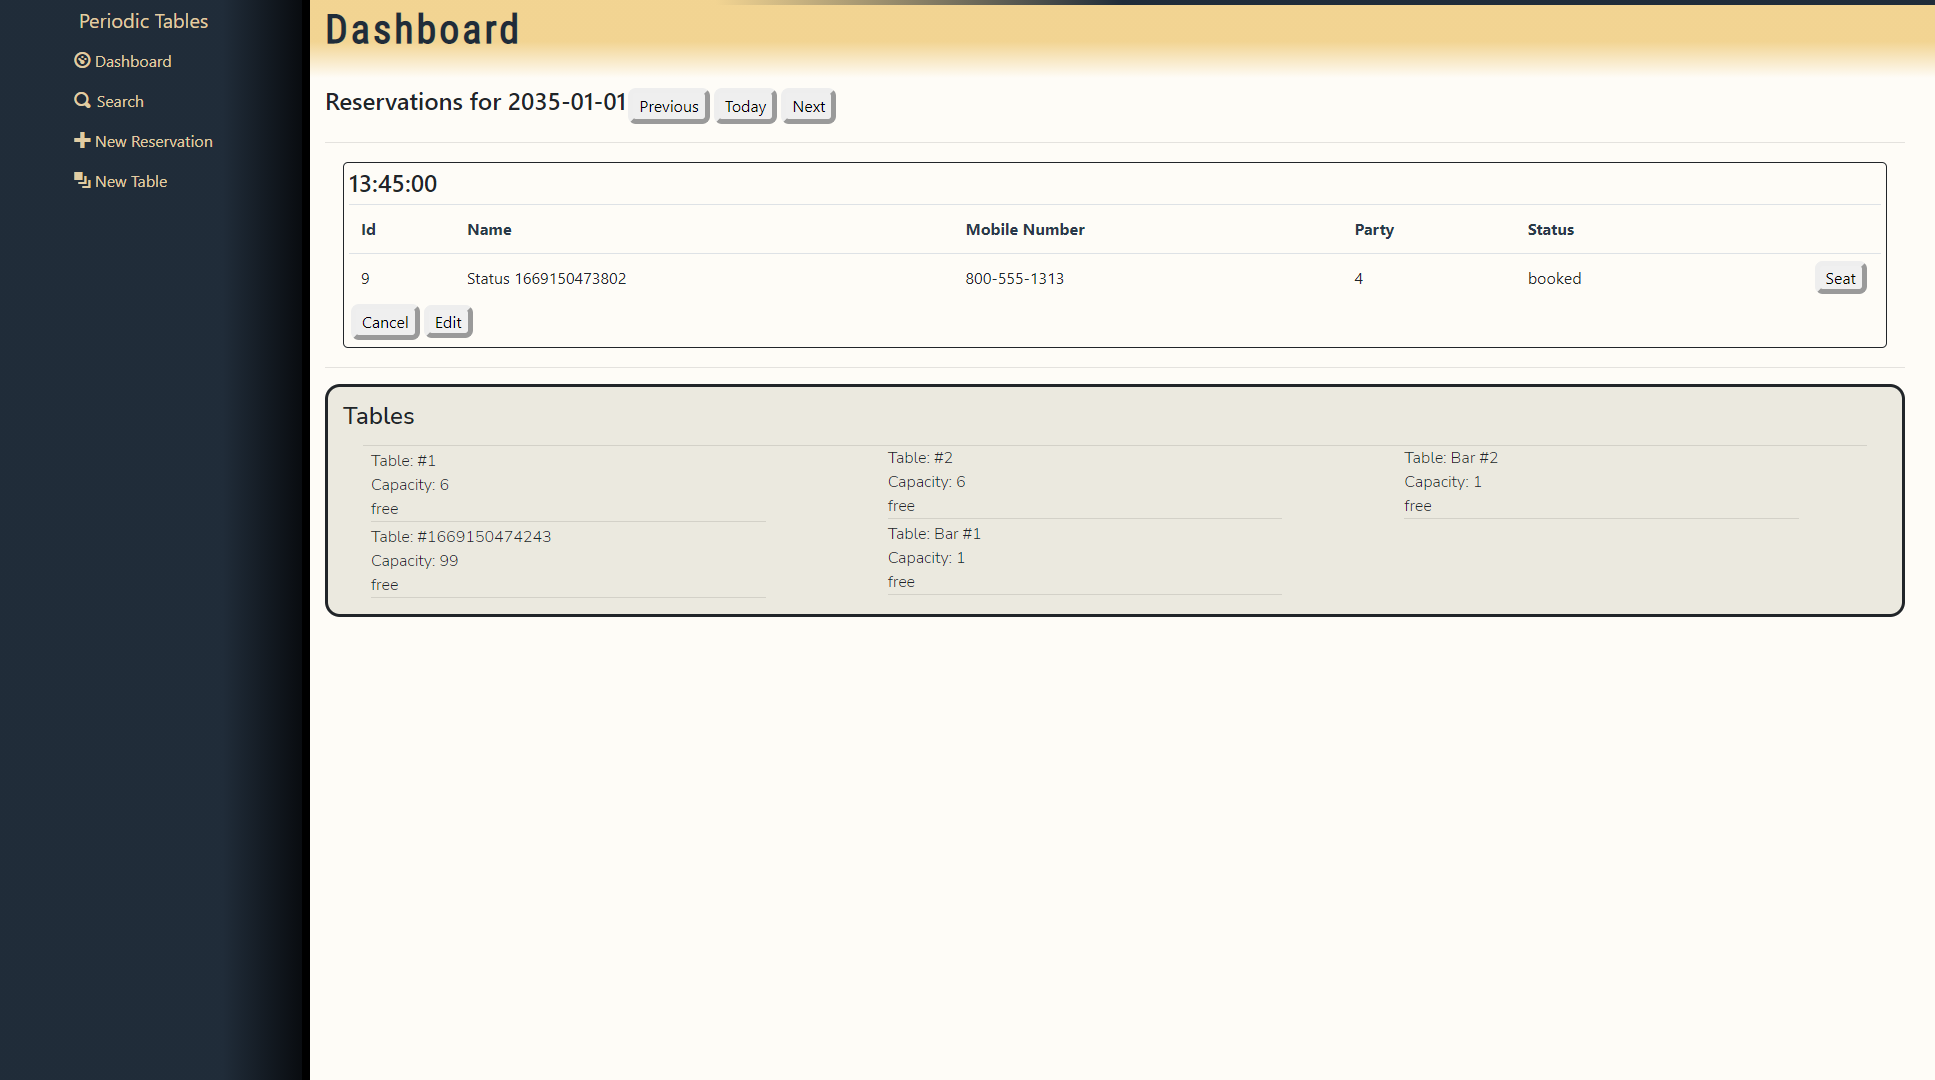 Periodic Tables
Dashboard
Search
New Reservation
New Table
Dashboard
Reservations for 2035-01-01 Previous Today Next
13:45:00
Id Name Mobile Number Party Status
9 Status 1669150473802 800-555-1313 4 booked Seat
Cancel Edit
Tables
Table: #1
Capacity: 6
free
Table: #1669150474243
Capacity: 99
free
Table: #2
Capacity: 6
free
Table: Bar #1
Capacity: 1
free
Table: Bar #2
Capacity: 1
free